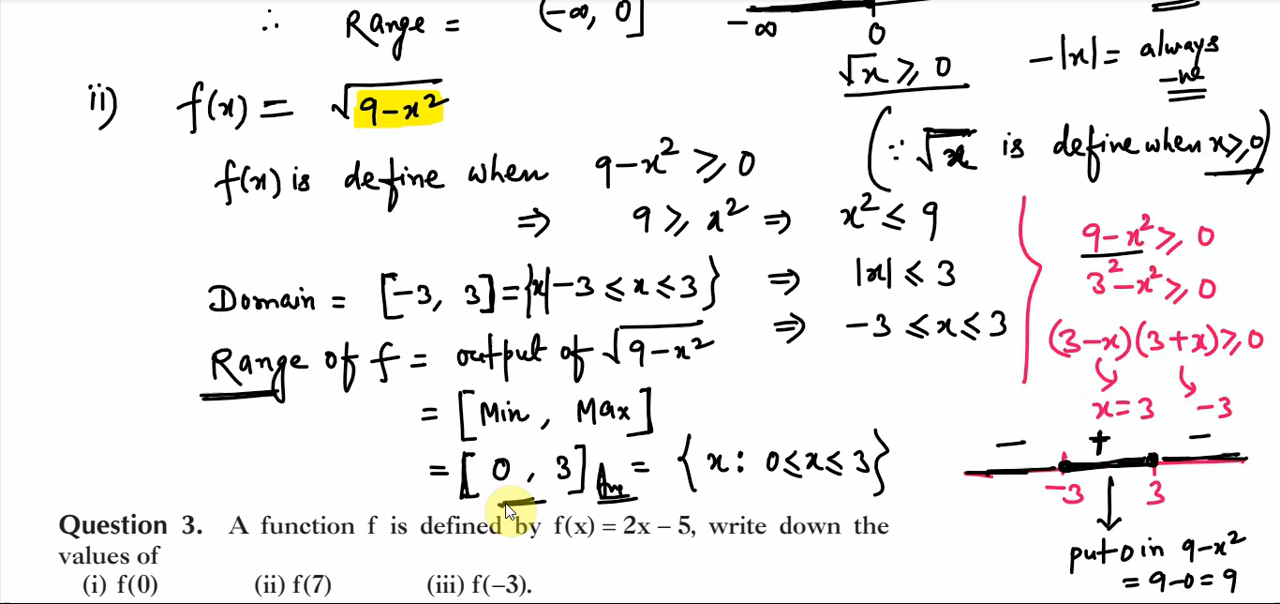 ∴ Range = (-∞, 0]
-∞ 0
√x ≥ 0
-|x| = always
-ve
ii) f(x) = √9-x²
(∵ √x is define when x≥0)
f(x) is define when 9-x² ≥ 0
⇒ 9 ≥ x² ⇒ x² ≤ 9
Domain = [-3, 3] = {x|-3 ≤ x ≤ 3} ⇒ |x| ≤ 3
⇒ -3 ≤ x ≤ 3
Range of f = output of √9-x²
= [Min, Max]
= [0, 3] Ans = {x: 0≤x≤3}
9-x² ≥ 0
3²-x² ≥ 0
(3-x)(3+x) ≥ 0
x=3 -3
- + -
-3 3
put 0 in 9-x²
= 9-0 = 9
Question 3. A function f is defined by f(x) = 2x – 5, write down the
values of
(i) f(0) (ii) f(7) (iii) f(–3).